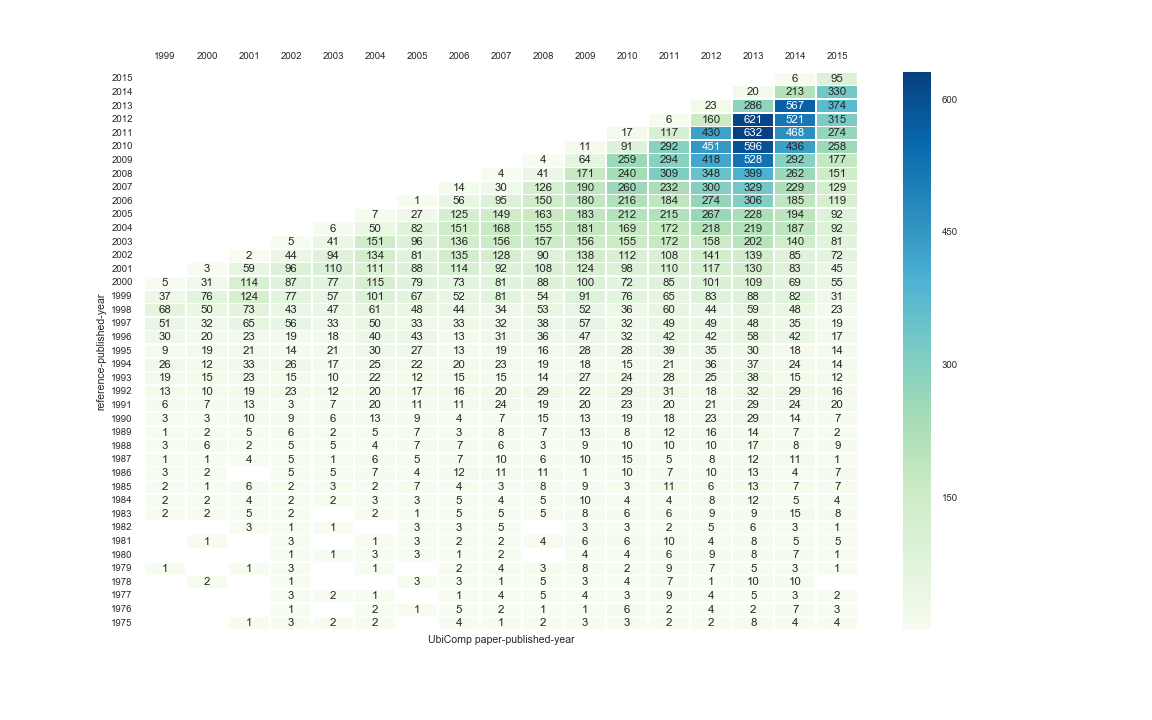 1999 2000 2001 2002 2003 2004 2005 2006 2007 2008 2009 2010 2011 2012 2013 2014 2015
2015 6 95
2014 20 213 330
2013 23 286 567 374
2012 6 160 621 521 315
2011 17 117 430 632 468 274
2010 11 91 292 451 596 436 258
2009 4 64 259 294 418 528 292 177
2008 4 41 171 240 309 348 399 262 151
2007 14 30 126 190 260 232 300 329 229 129
2006 1 56 95 150 180 216 184 274 306 185 119
2005 7 27 125 149 163 183 212 215 267 228 194 92
2004 6 50 82 151 168 155 181 169 172 218 219 187 92
2003 5 41 151 96 136 156 157 156 155 172 158 202 140 81
2002 2 44 94 134 81 135 128 90 138 112 108 141 139 85 72
2001 3 59 96 110 111 88 114 92 108 124 98 110 117 130 83 45
2000 5 31 114 87 77 115 79 73 81 88 100 72 85 101 109 69 55
1999 37 76 124 77 57 101 67 52 81 54 91 76 65 83 88 82 31
1998 68 50 73 43 47 61 48 44 34 53 52 36 60 44 59 48 23
1997 51 32 65 56 33 50 33 33 32 38 57 32 49 49 48 35 19
1996 30 20 23 19 18 40 43 13 31 36 47 32 42 42 58 42 17
1995 9 19 21 14 21 30 27 13 19 16 28 28 39 35 30 18 14
1994 26 12 33 26 17 25 22 20 23 19 18 15 21 36 37 24 14
1993 19 15 23 15 10 22 12 15 15 14 27 24 28 25 38 15 12
1992 13 10 19 23 12 20 17 16 20 29 22 29 31 18 32 29 16
1991 6 7 13 3 7 20 11 11 24 19 20 23 20 21 29 24 20
1990 3 3 10 9 6 13 9 4 7 15 13 19 18 23 29 14 7
1989 1 2 5 6 2 5 7 3 8 7 13 8 12 16 14 7 2
1988 3 6 2 5 5 4 7 7 6 3 9 10 10 10 17 8 9
1987 1 1 4 5 1 6 5 7 10 6 10 15 5 8 12 11 1
1986 3 2 5 5 7 4 12 11 11 1 10 7 10 13 4 7
1985 2 1 6 2 3 2 7 4 3 8 9 3 11 6 13 7 7
1984 2 2 4 2 2 3 3 5 4 5 10 4 4 8 12 5 4
1983 2 2 5 2 2 1 5 5 5 8 6 6 9 9 15 8
1982 3 1 1 3 3 5 3 3 2 5 6 3 1
1981 1 3 1 3 2 2 4 6 6 10 4 8 5 5
1980 1 1 3 3 1 2 4 4 6 9 8 7 1
1979 1 1 3 1 2 4 3 8 2 9 7 5 3 1
1978 2 1 3 3 1 5 3 4 7 1 10 10
1977 3 2 1 1 4 5 4 3 9 4 5 3 2
1976 1 2 1 5 2 1 1 6 2 4 2 7 3
1975 1 3 2 2 4 1 2 3 3 2 2 8 4 4
reference-published-year
UbiComp paper-published-year
600
450
300
150